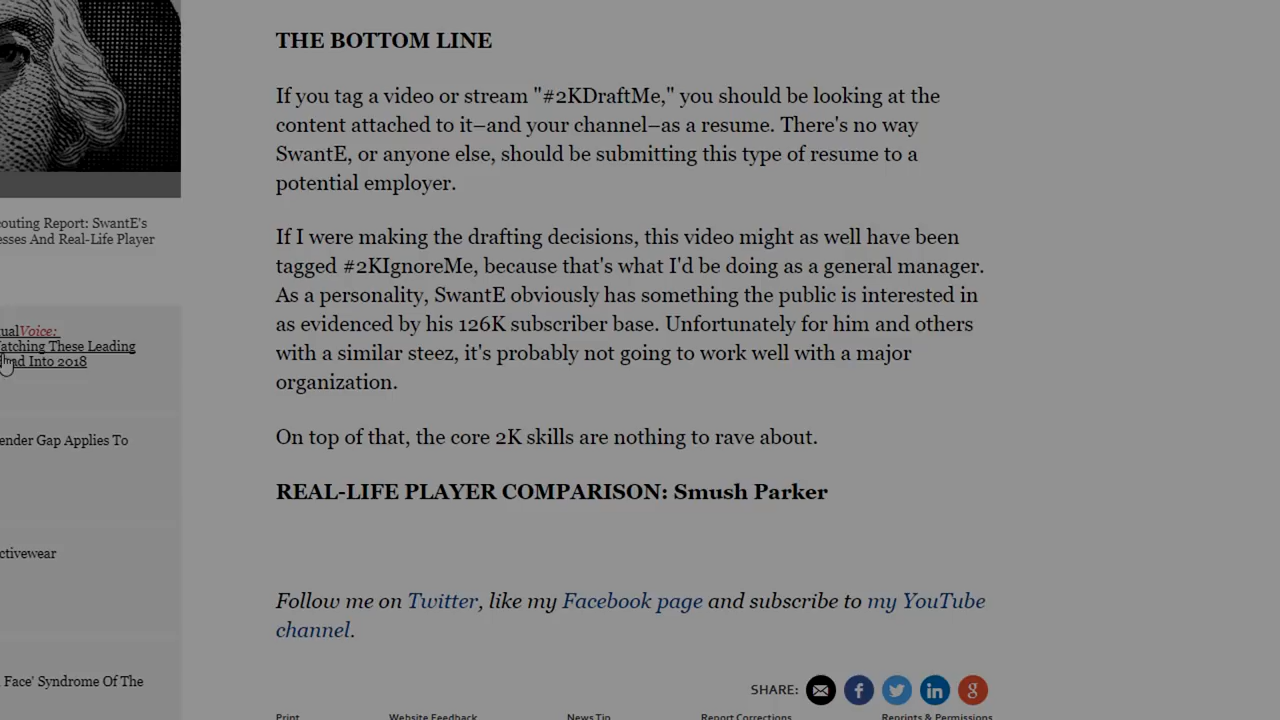 THE BOTTOM LINE
If you tag a video or stream "#2KDraftMe," you should be looking at the
content attached to it–and your channel–as a resume. There's no way
SwantE, or anyone else, should be submitting this type of resume to a
potential employer.
If I were making the drafting decisions, this video might as well have been
tagged #2KIgnoreMe, because that's what I'd be doing as a general manager.
As a personality, SwantE obviously has something the public is interested in
as evidenced by his 126K subscriber base. Unfortunately for him and others
with a similar steez, it's probably not going to work well with a major
organization.
On top of that, the core 2K skills are nothing to rave about.
REAL-LIFE PLAYER COMPARISON: Smush Parker
Follow me on Twitter, like my Facebook page and subscribe to my YouTube
channel.
SHARE:
Print Website Feedback News Tip Report Corrections Reprints & Permissions
outing Report: SwantE's
esses And Real-Life Player
ualVoice:
atching These Leading
ad Into 2018
ender Gap Applies To
ctivewear
Face' Syndrome Of The